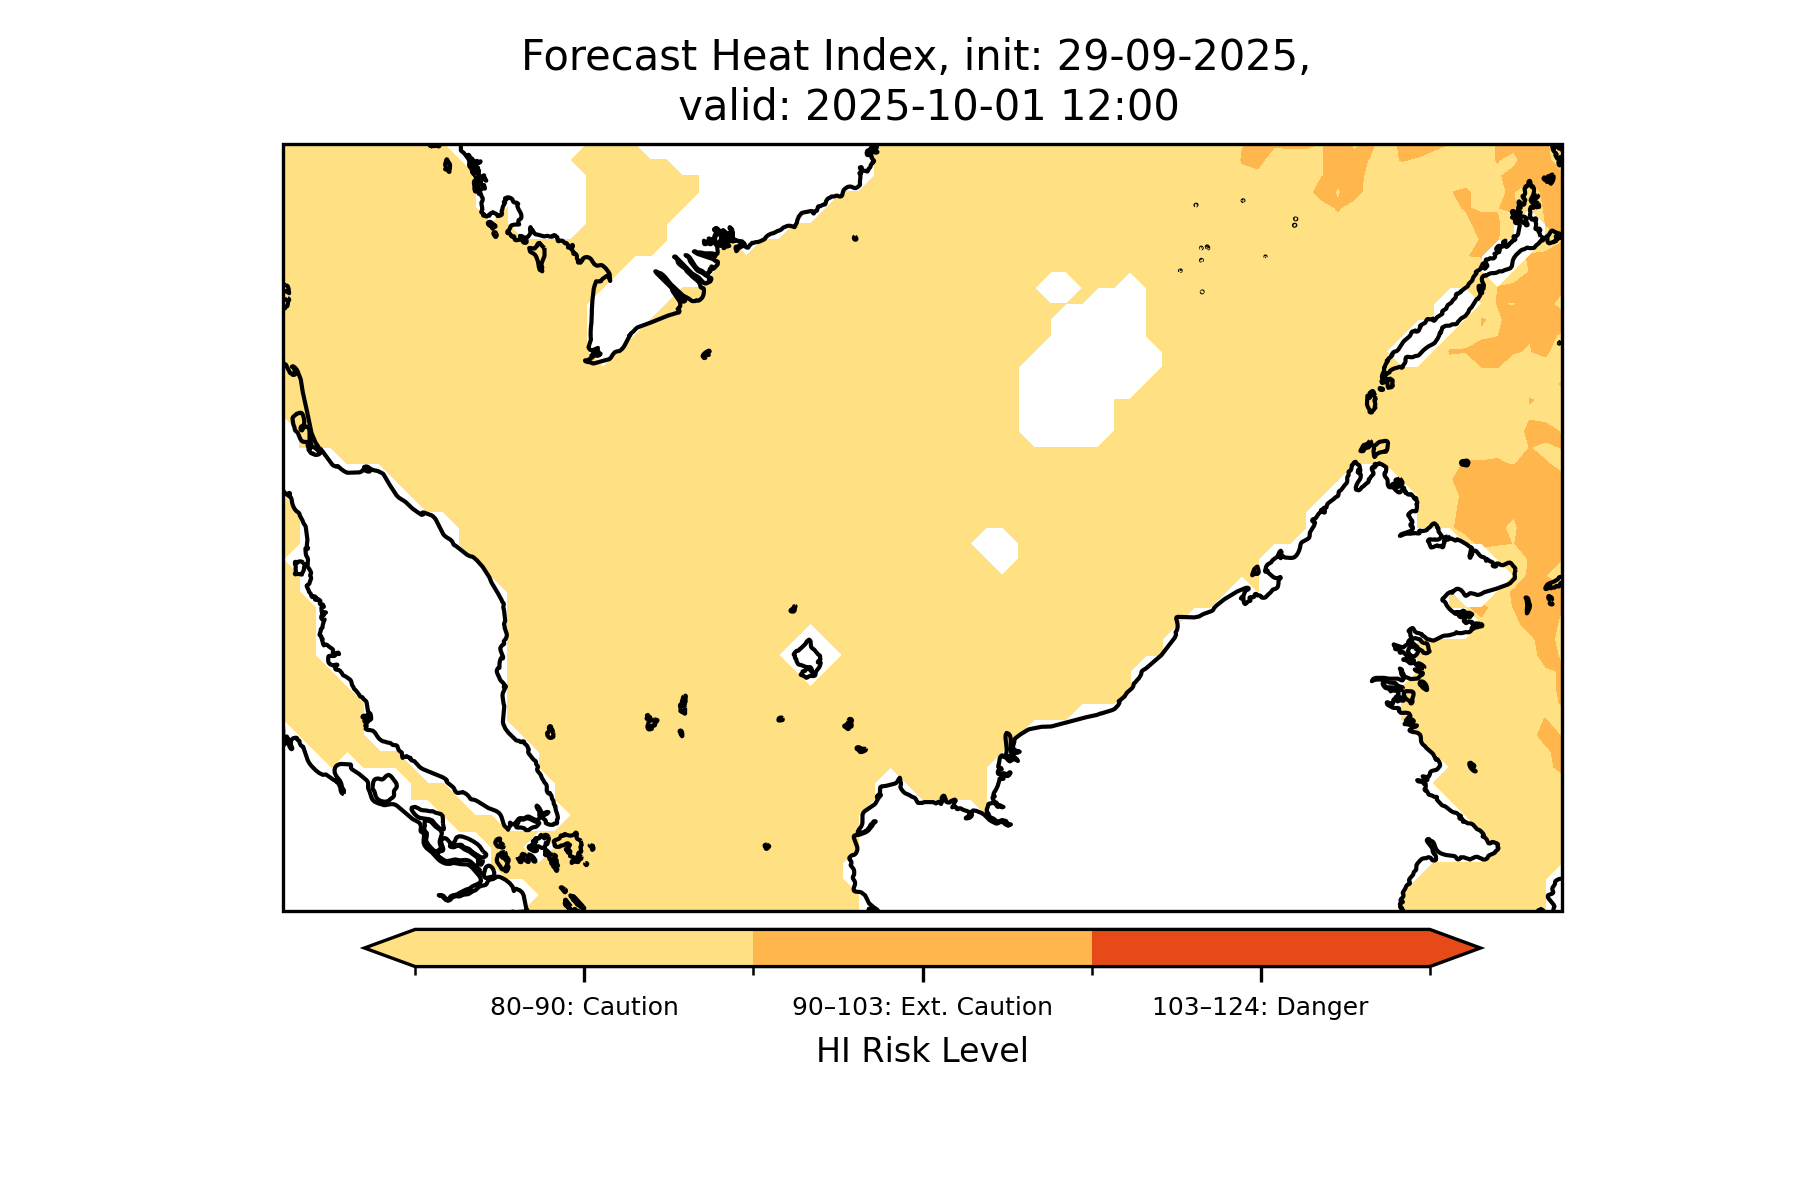 Forecast Heat Index, init: 29-09-2025,
valid: 2025-10-01 12:00
80–90: Caution
90–103: Ext. Caution
103–124: Danger
HI Risk Level